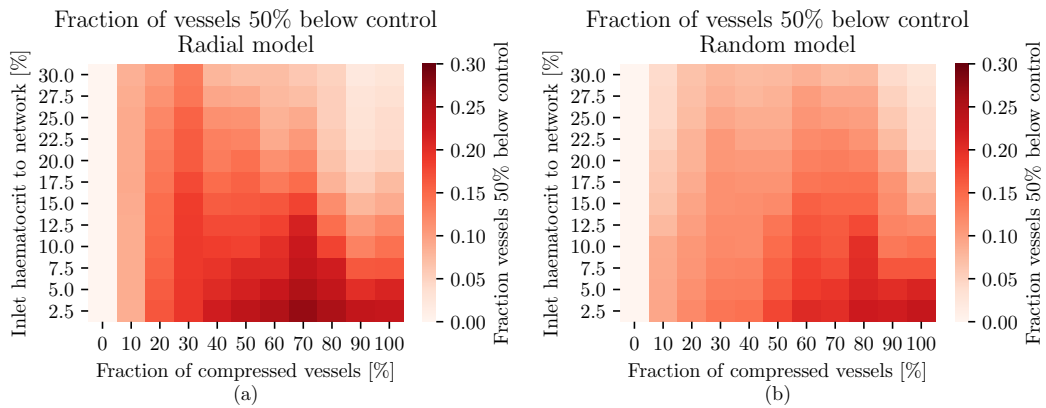 Fraction of vessels 50% below control
Radial model
Inlet haematocrit to network [%]
30.0
27.5
25.0
22.5
20.0
17.5
15.0
12.5
10.0
7.5
5.0
2.5
0 10 20 30 40 50 60 70 80 90 100
Fraction of compressed vessels [%]
(a)
0.30
0.25
0.20
0.15
0.10
0.05
0.00
Fraction vessels 50% below control
Fraction of vessels 50% below control
Random model
Inlet haematocrit to network [%]
30.0
27.5
25.0
22.5
20.0
17.5
15.0
12.5
10.0
7.5
5.0
2.5
0 10 20 30 40 50 60 70 80 90 100
Fraction of compressed vessels [%]
(b)
0.30
0.25
0.20
0.15
0.10
0.05
0.00
Fraction vessels 50% below control